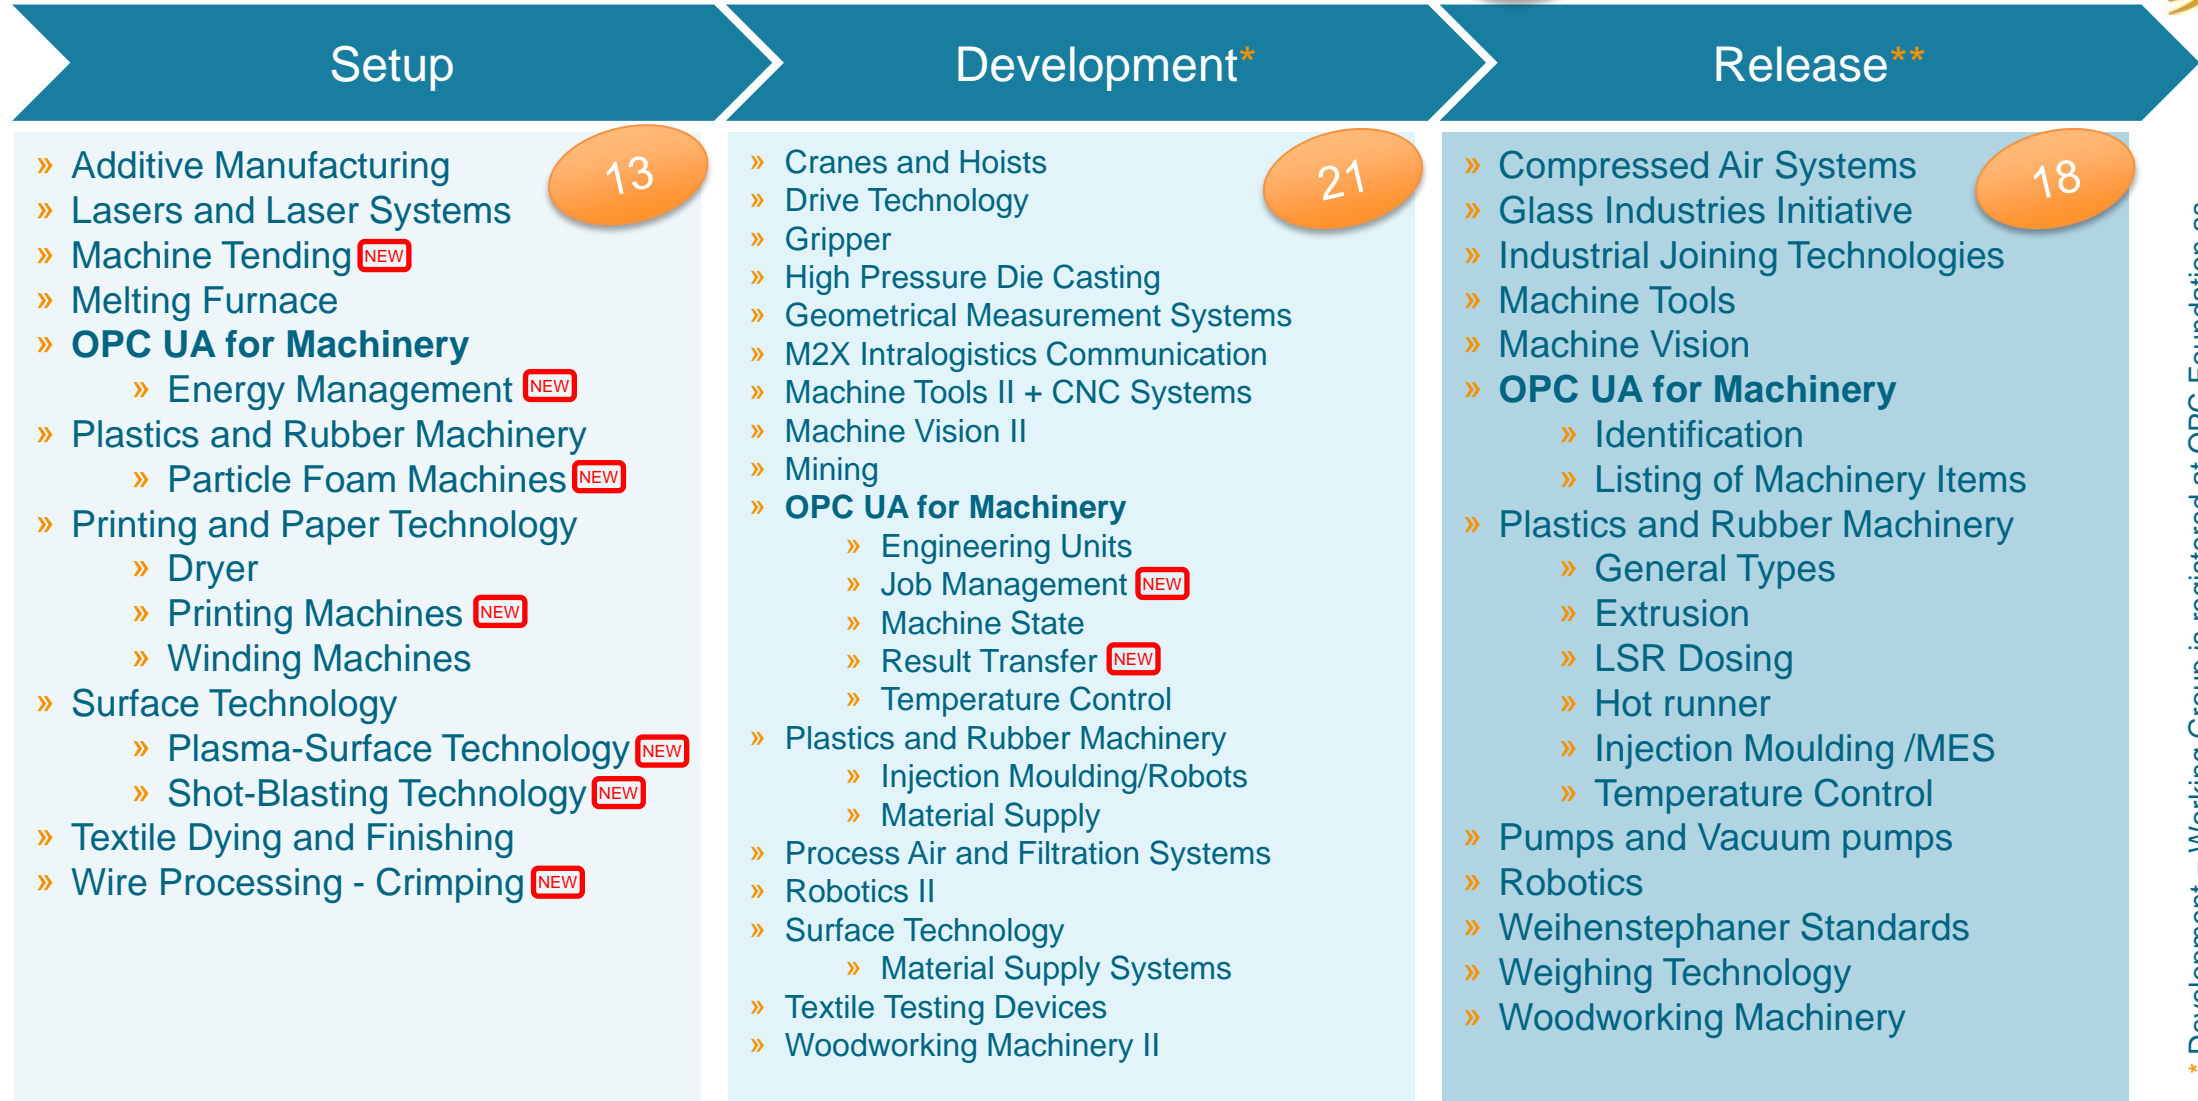 Setup
13
» Additive Manufacturing
» Lasers and Laser Systems
» Machine Tending NEW
» Melting Furnace
» OPC UA for Machinery
» Energy Management NEW
» Plastics and Rubber Machinery
» Particle Foam Machines NEW
» Printing and Paper Technology
» Dryer
» Printing Machines NEW
» Winding Machines
» Surface Technology
» Plasma-Surface Technology NEW
» Shot-Blasting Technology NEW
» Textile Dying and Finishing
» Wire Processing - Crimping NEW
Development*
21
» Cranes and Hoists
» Drive Technology
» Gripper
» High Pressure Die Casting
» Geometrical Measurement Systems
» M2X Intralogistics Communication
» Machine Tools II + CNC Systems
» Machine Vision II
» Mining
» OPC UA for Machinery
» Engineering Units
» Job Management NEW
» Machine State
» Result Transfer NEW
» Temperature Control
» Plastics and Rubber Machinery
» Injection Moulding/Robots
» Material Supply
» Process Air and Filtration Systems
» Robotics II
» Surface Technology
» Material Supply Systems
» Textile Testing Devices
» Woodworking Machinery II
Release**
18
» Compressed Air Systems
» Glass Industries Initiative
» Industrial Joining Technologies
» Machine Tools
» Machine Vision
» OPC UA for Machinery
» Identification
» Listing of Machinery Items
» Plastics and Rubber Machinery
» General Types
» Extrusion
» LSR Dosing
» Hot runner
» Injection Moulding /MES
» Temperature Control
» Pumps and Vacuum pumps
» Robotics
» Weihenstephaner Standards
» Weighing Technology
» Woodworking Machinery
* Development – Working Group is registered at OPC Foundation as